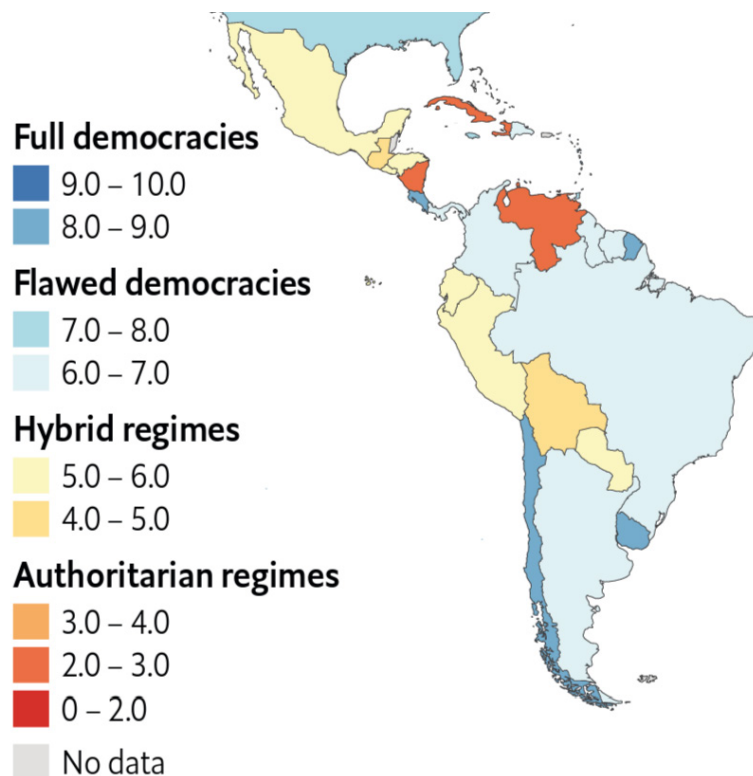 Full democracies
9.0 – 10.0
8.0 – 9.0
Flawed democracies
7.0 – 8.0
6.0 – 7.0
Hybrid regimes
5.0 – 6.0
4.0 – 5.0
Authoritarian regimes
3.0 – 4.0
2.0 – 3.0
0 – 2.0
No data